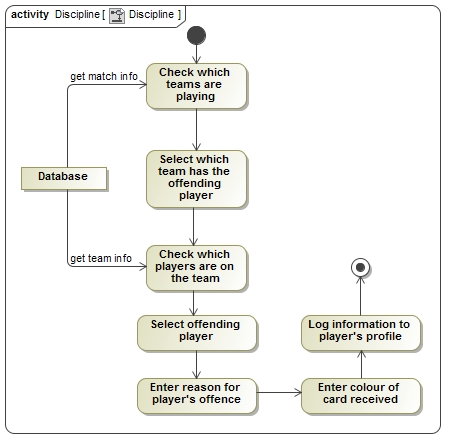 activity Discipline [ Discipline ]
get match info
Check which
teams are
playing
Select which
team has the
offending
player
Database
get team info
Check which
players are on
the team
Select offending
player
Log information to
player's profile
Enter reason for
player's offence
Enter colour of
card received